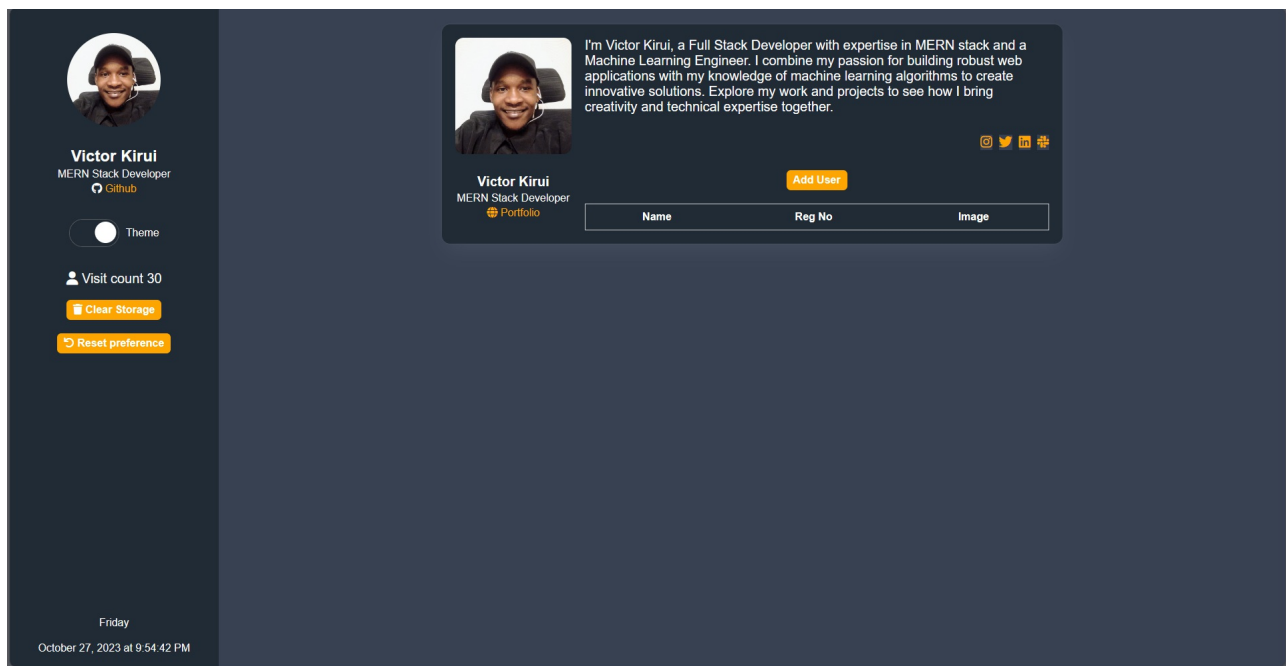 Victor Kirui
MERN Stack Developer
Github
Theme
Visit count 30
Clear Storage
Reset preference
Friday
October 27, 2023 at 9:54:42 PM
I'm Victor Kirui, a Full Stack Developer with expertise in MERN stack and a
Machine Learning Engineer. I combine my passion for building robust web
applications with my knowledge of machine learning algorithms to create
innovative solutions. Explore my work and projects to see how I bring
creativity and technical expertise together.
Victor Kirui
MERN Stack Developer
Portfolio
Add User
Name Reg No Image